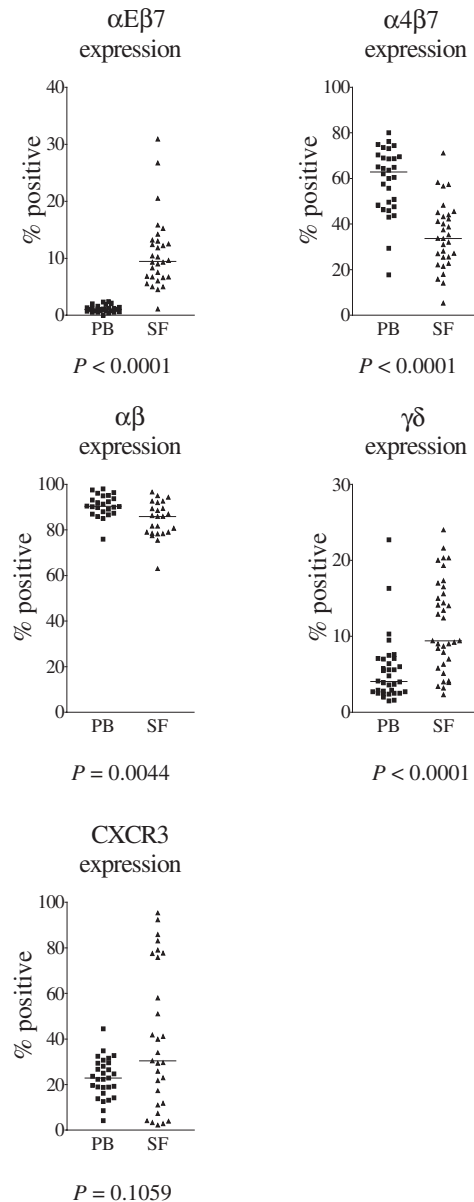 αEβ7
expression
40
30
20
10
0
% positive
PB SF
P < 0.0001
α4β7
expression
100
80
60
40
20
0
% positive
PB SF
P < 0.0001
αβ
expression
100
80
60
40
20
0
% positive
PB SF
P = 0.0044
γδ
expression
30
20
10
0
% positive
PB SF
P < 0.0001
CXCR3
expression
100
80
60
40
20
0
% positive
PB SF
P = 0.1059